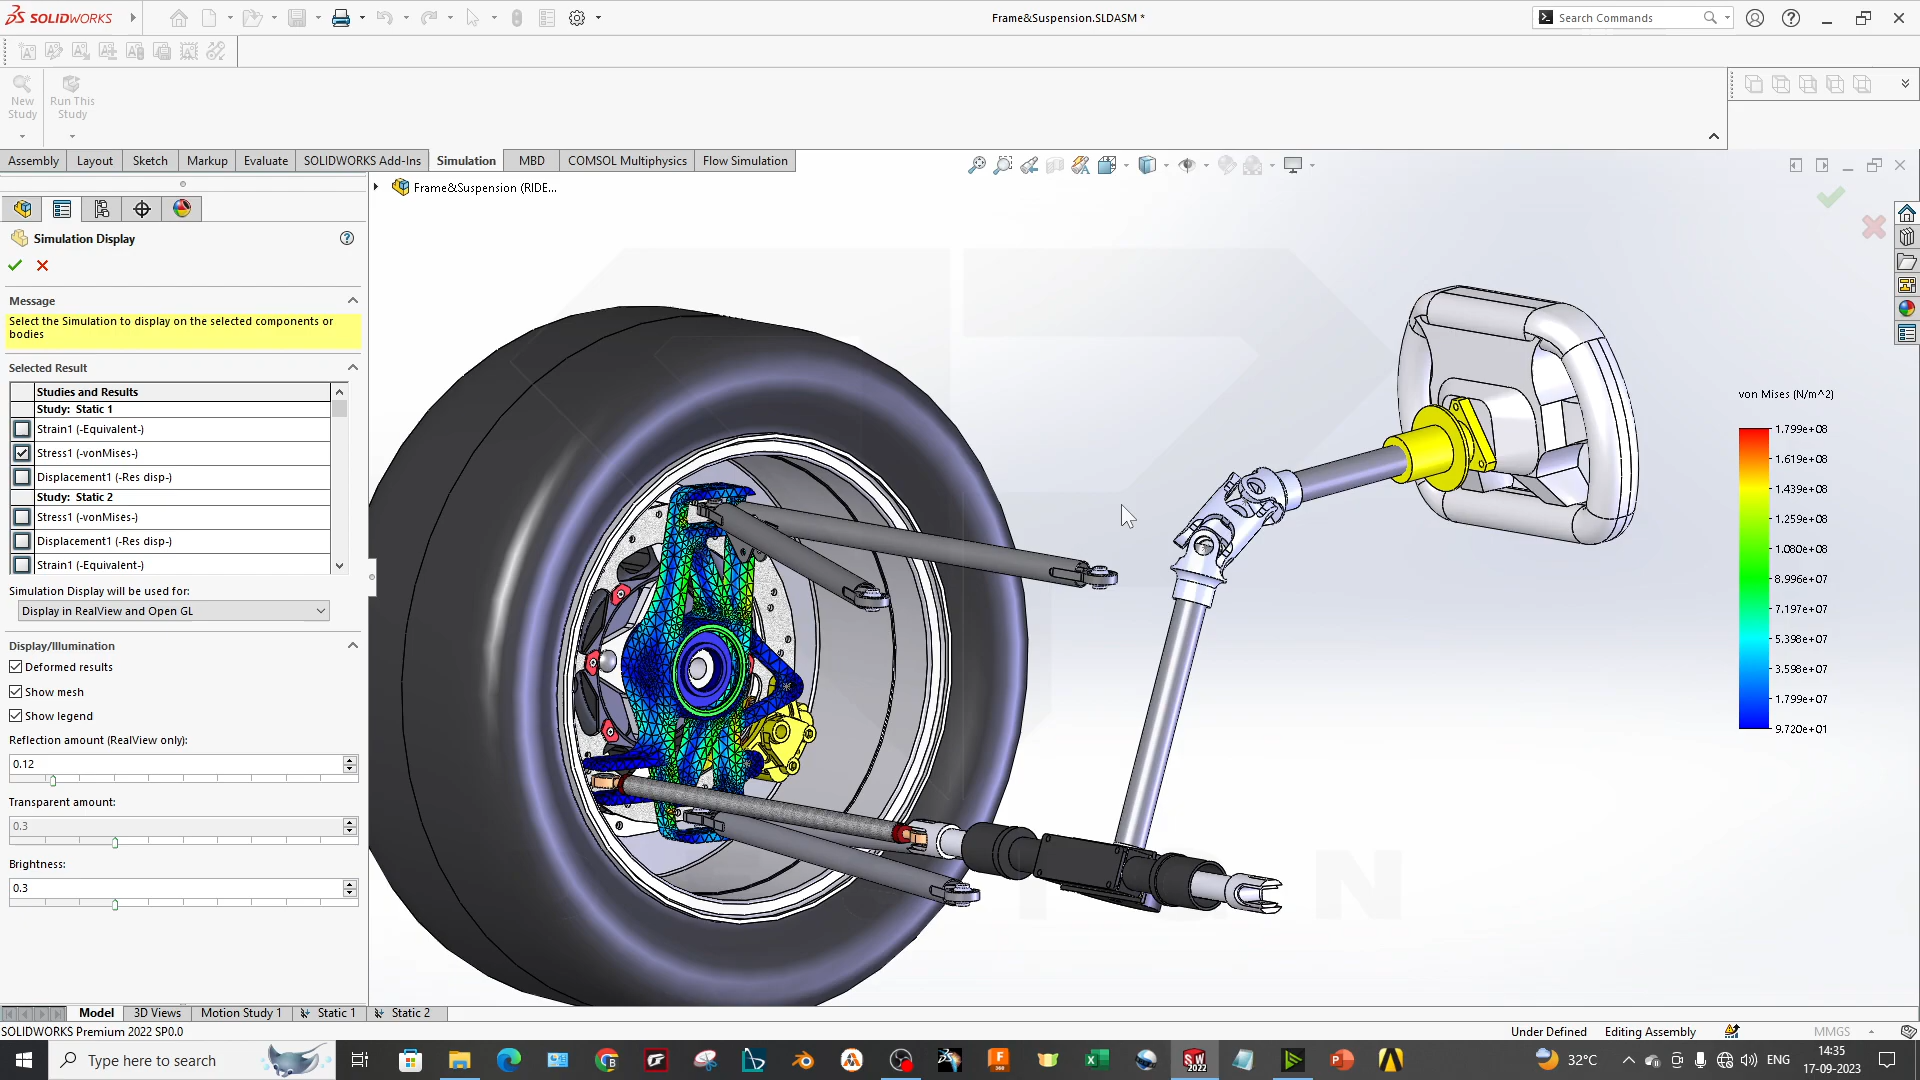 SOLIDWORKS
Frame&Suspension.SLDASM *
Search Commands
New
Study
Run This
Study
Assembly
Layout
Sketch
Markup
Evaluate
SOLIDWORKS Add-Ins
Simulation
MBD
COMSOL Multiphysics
Flow Simulation
Frame&Suspension (RIDE...
Simulation Display
Message
Select the Simulation to display on the selected components or
bodies
Selected Result
Studies and Results
Study: Static 1
Strain1 (-Equivalent-)
Stress1 (-vonMises-)
Displacement1 (-Res disp-)
Study: Static 2
Stress1 (-vonMises-)
Displacement1 (-Res disp-)
Strain1 (-Equivalent-)
Simulation Display will be used for:
Display in RealView and Open GL
Display/Illumination
Deformed results
Show mesh
Show legend
Reflection amount (RealView only):
0.12
Transparent amount:
0.3
Brightness:
0.3
von Mises (N/m^2)
1.799e+08
1.619e+08
1.439e+08
1.259e+08
1.080e+08
8.996e+07
7.197e+07
5.398e+07
3.598e+07
1.799e+07
9.720e+01
Model
3D Views
Motion Study 1
Static 1
Static 2
SOLIDWORKS Premium 2022 SP0.0
Under Defined
Editing Assembly
MMGS
Type here to search
32°C
ENG
14:35
17-09-2023